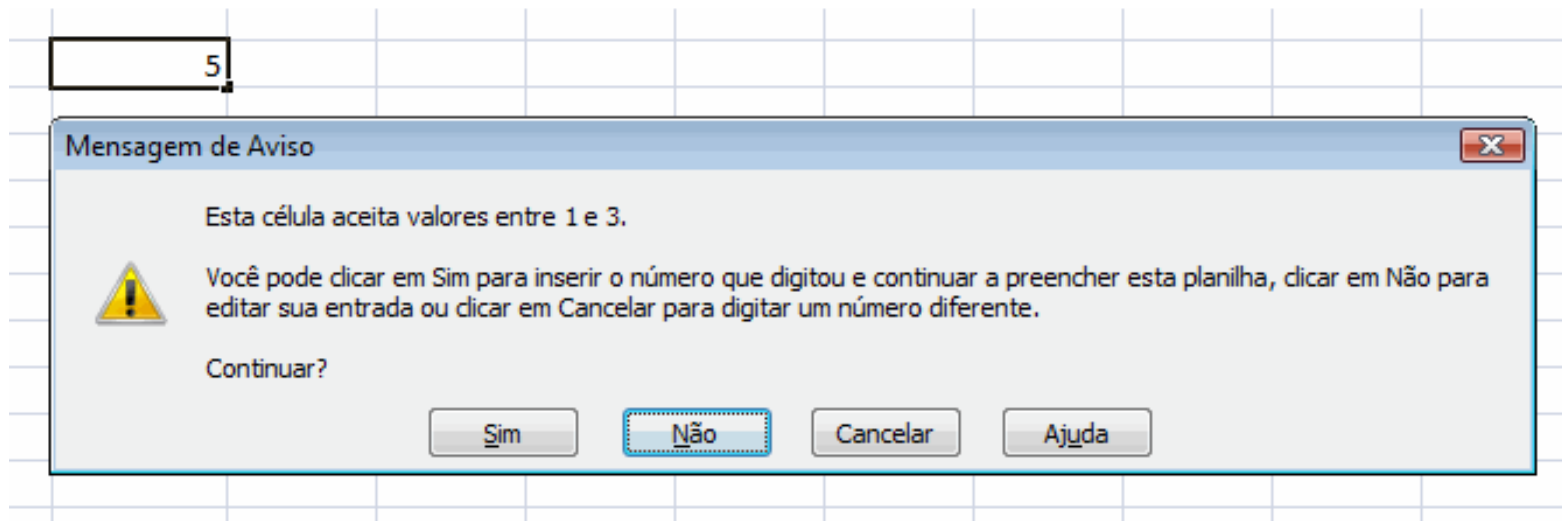 5
Mensagem de Aviso
Esta célula aceita valores entre 1 e 3.
Você pode clicar em Sim para inserir o número que digitou e continuar a preencher esta planilha, clicar em Não para
editar sua entrada ou clicar em Cancelar para digitar um número diferente.
Continuar?
Sim Não Cancelar Ajuda